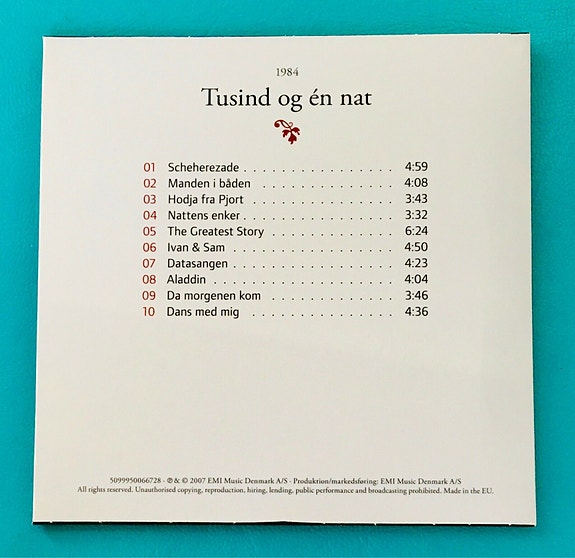 1984
Tusind og én nat
01 Scheherezade . . . . . . . . . . . . . . . . 4:59
02 Manden i båden . . . . . . . . . . . . . . 4:08
03 Hodja fra Pjort . . . . . . . . . . . . . . . 3:43
04 Nattens enker . . . . . . . . . . . . . . . . 3:32
05 The Greatest Story . . . . . . . . . . . . . 6:24
06 Ivan & Sam . . . . . . . . . . . . . . . . . 4:50
07 Datasangen . . . . . . . . . . . . . . . . . 4:23
08 Aladdin . . . . . . . . . . . . . . . . . . . 4:04
09 Da morgenen kom . . . . . . . . . . . . . 3:46
10 Dans med mig . . . . . . . . . . . . . . . 4:36
5099950066728 · ℗ & © 2007 EMI Music Denmark A/S · Produktion/markedsføring: EMI Music Denmark A/S
All rights reserved. Unauthorised copying, reproduction, hiring, lending, public performance and broadcasting prohibited. Made in the EU.